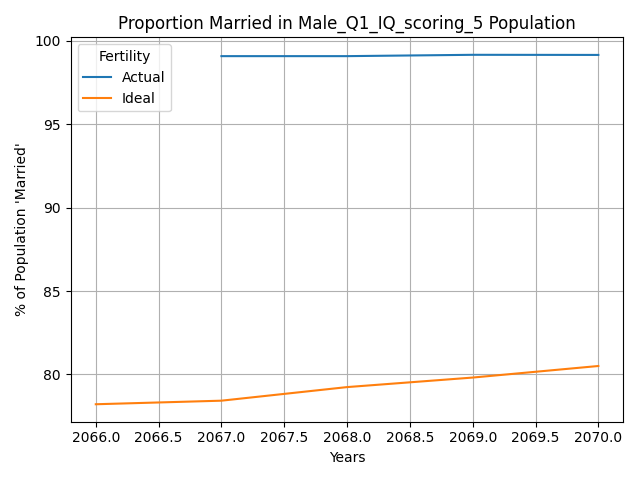 Proportion Married in Male_Q1_IQ_scoring_5 Population
100
95
90
85
80
% of Population 'Married'
Fertility
Actual
Ideal
2066.0 2066.5 2067.0 2067.5 2068.0 2068.5 2069.0 2069.5 2070.0
Years